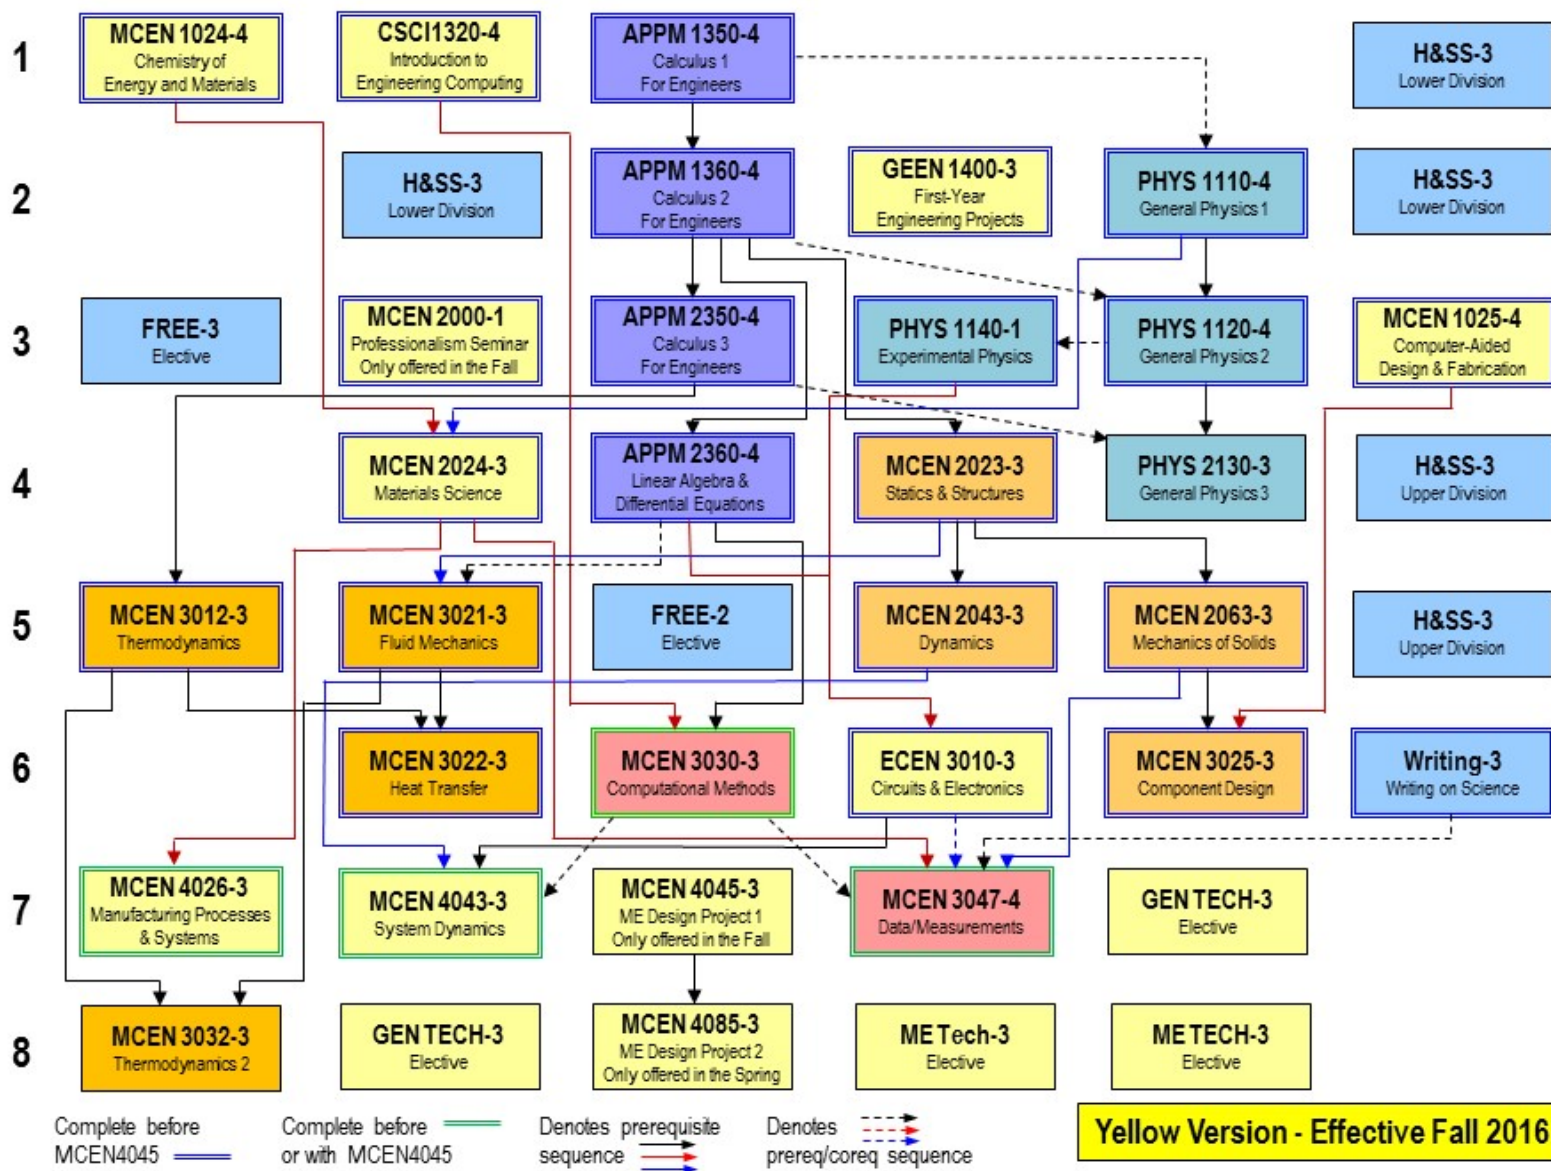 1
MCEN 1024-4
Chemistry of
Energy and Materials
CSCI1320-4
Introduction to
Engineering Computing
APPM 1350-4
Calculus 1
For Engineers
H&SS-3
Lower Division
2
H&SS-3
Lower Division
APPM 1360-4
Calculus 2
For Engineers
GEEN 1400-3
First-Year
Engineering Projects
PHYS 1110-4
General Physics 1
H&SS-3
Lower Division
3
FREE-3
Elective
MCEN 2000-1
Professionalism Seminar
Only offered in the Fall
APPM 2350-4
Calculus 3
For Engineers
PHYS 1140-1
Experimental Physics
PHYS 1120-4
General Physics 2
MCEN 1025-4
Computer-Aided
Design & Fabrication
4
MCEN 2024-3
Materials Science
APPM 2360-4
Linear Algebra &
Differential Equations
MCEN 2023-3
Statics & Structures
PHYS 2130-3
General Physics 3
H&SS-3
Upper Division
5
MCEN 3012-3
Thermodynamics
MCEN 3021-3
Fluid Mechanics
FREE-2
Elective
MCEN 2043-3
Dynamics
MCEN 2063-3
Mechanics of Solids
H&SS-3
Upper Division
6
MCEN 3022-3
Heat Transfer
MCEN 3030-3
Computational Methods
ECEN 3010-3
Circuits & Electronics
MCEN 3025-3
Component Design
Writing-3
Writing on Science
7
MCEN 4026-3
Manufacturing Processes
& Systems
MCEN 4043-3
System Dynamics
MCEN 4045-3
ME Design Project 1
Only offered in the Fall
MCEN 3047-4
Data/Measurements
GEN TECH-3
Elective
8
MCEN 3032-3
Thermodynamics 2
GEN TECH-3
Elective
MCEN 4085-3
ME Design Project 2
Only offered in the Spring
ME Tech-3
Elective
ME TECH-3
Elective
Complete before
MCEN4045
Complete before
or with MCEN4045
Denotes prerequisite
sequence
Denotes
prereq/coreq sequence
Yellow Version - Effective Fall 2016